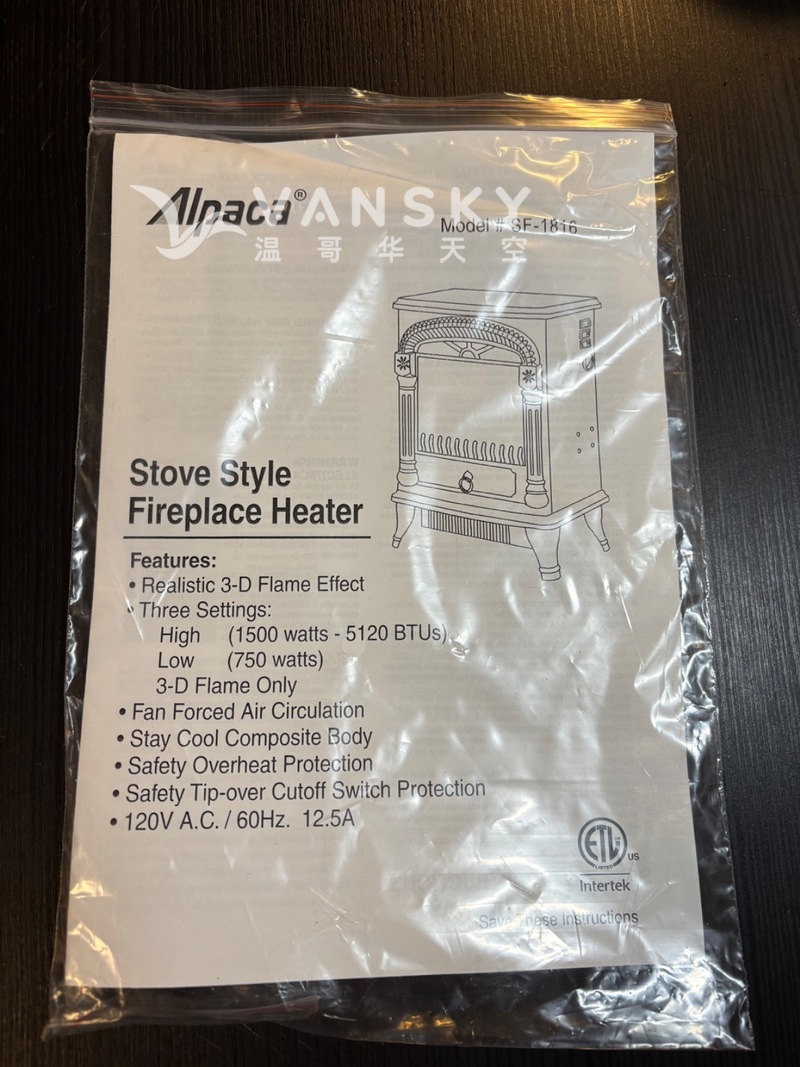 Alpaca®
VANSKY
Model # SF-1816
温哥华天空
Stove Style
Fireplace Heater
Features:
• Realistic 3-D Flame Effect
• Three Settings:
High (1500 watts - 5120 BTUs)
Low (750 watts)
3-D Flame Only
• Fan Forced Air Circulation
• Stay Cool Composite Body
• Safety Overheat Protection
• Safety Tip-over Cutoff Switch Protection
• 120V A.C. / 60Hz. 12.5A
ETL
LISTED
US
Intertek
Save These Instructions